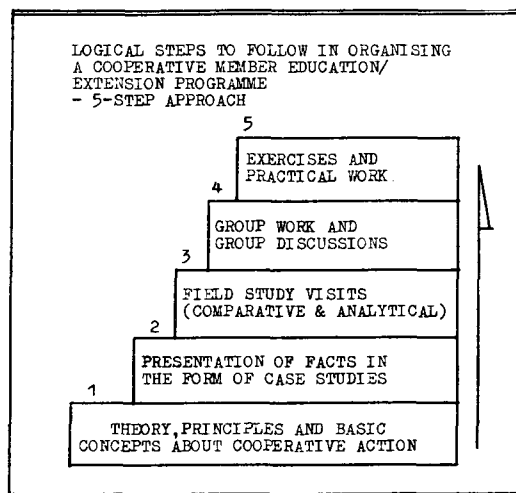 LOGICAL STEPS TO FOLLOW IN ORGANISING
A COOPERATIVE MEMBER EDUCATION/
EXTENSION PROGRAMME
- 5-STEP APPROACH
5
EXERCISES AND
PRACTICAL WORK
4
GROUP WORK AND
GROUP DISCUSSIONS
3
FIELD STUDY VISITS
(COMPARATIVE & ANALYTICAL)
2
PRESENTATION OF FACTS IN
THE FORM OF CASE STUDIES
1
THEORY, PRINCIPLES AND BASIC
CONCEPTS ABOUT COOPERATIVE ACTION